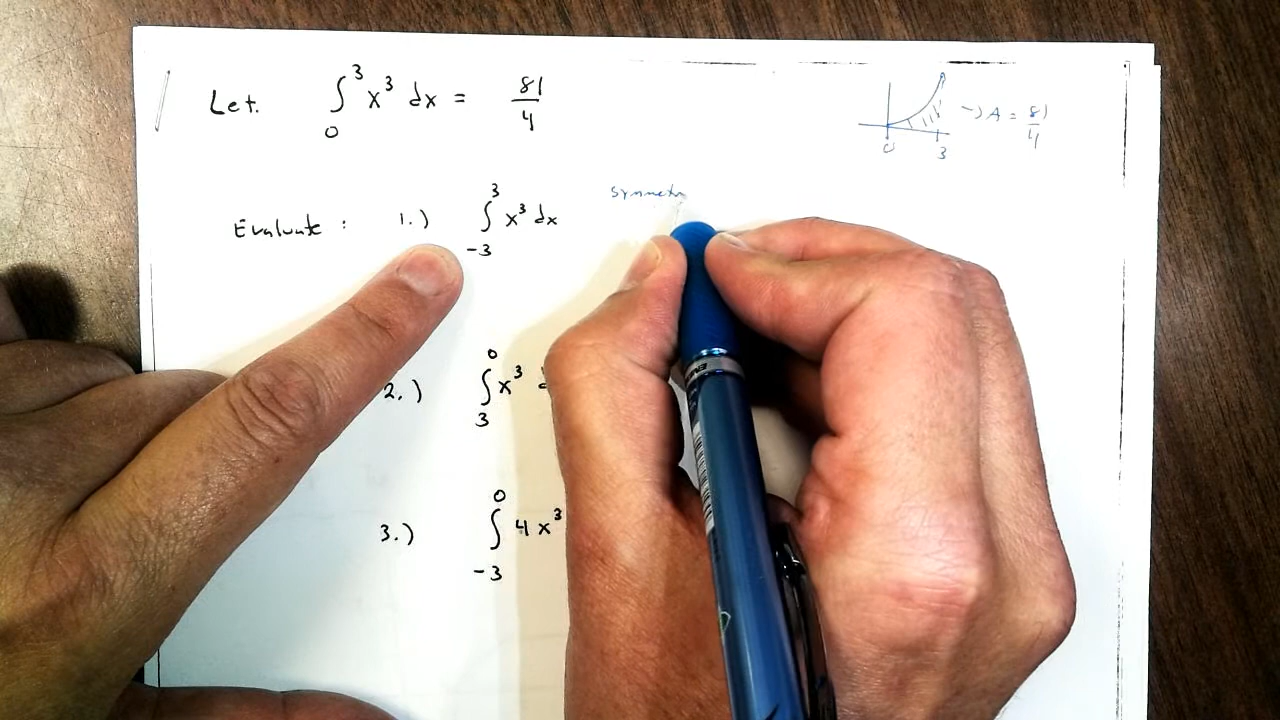 Let. ∫₀³ x³ dx = 81/4
→ A = 81/4
0 3
Symmetr
Evaluate : 1.) ∫₋₃³ x³ dx
2.) ∫₃⁰ x³
3.) ∫₋₃⁰ 4x³